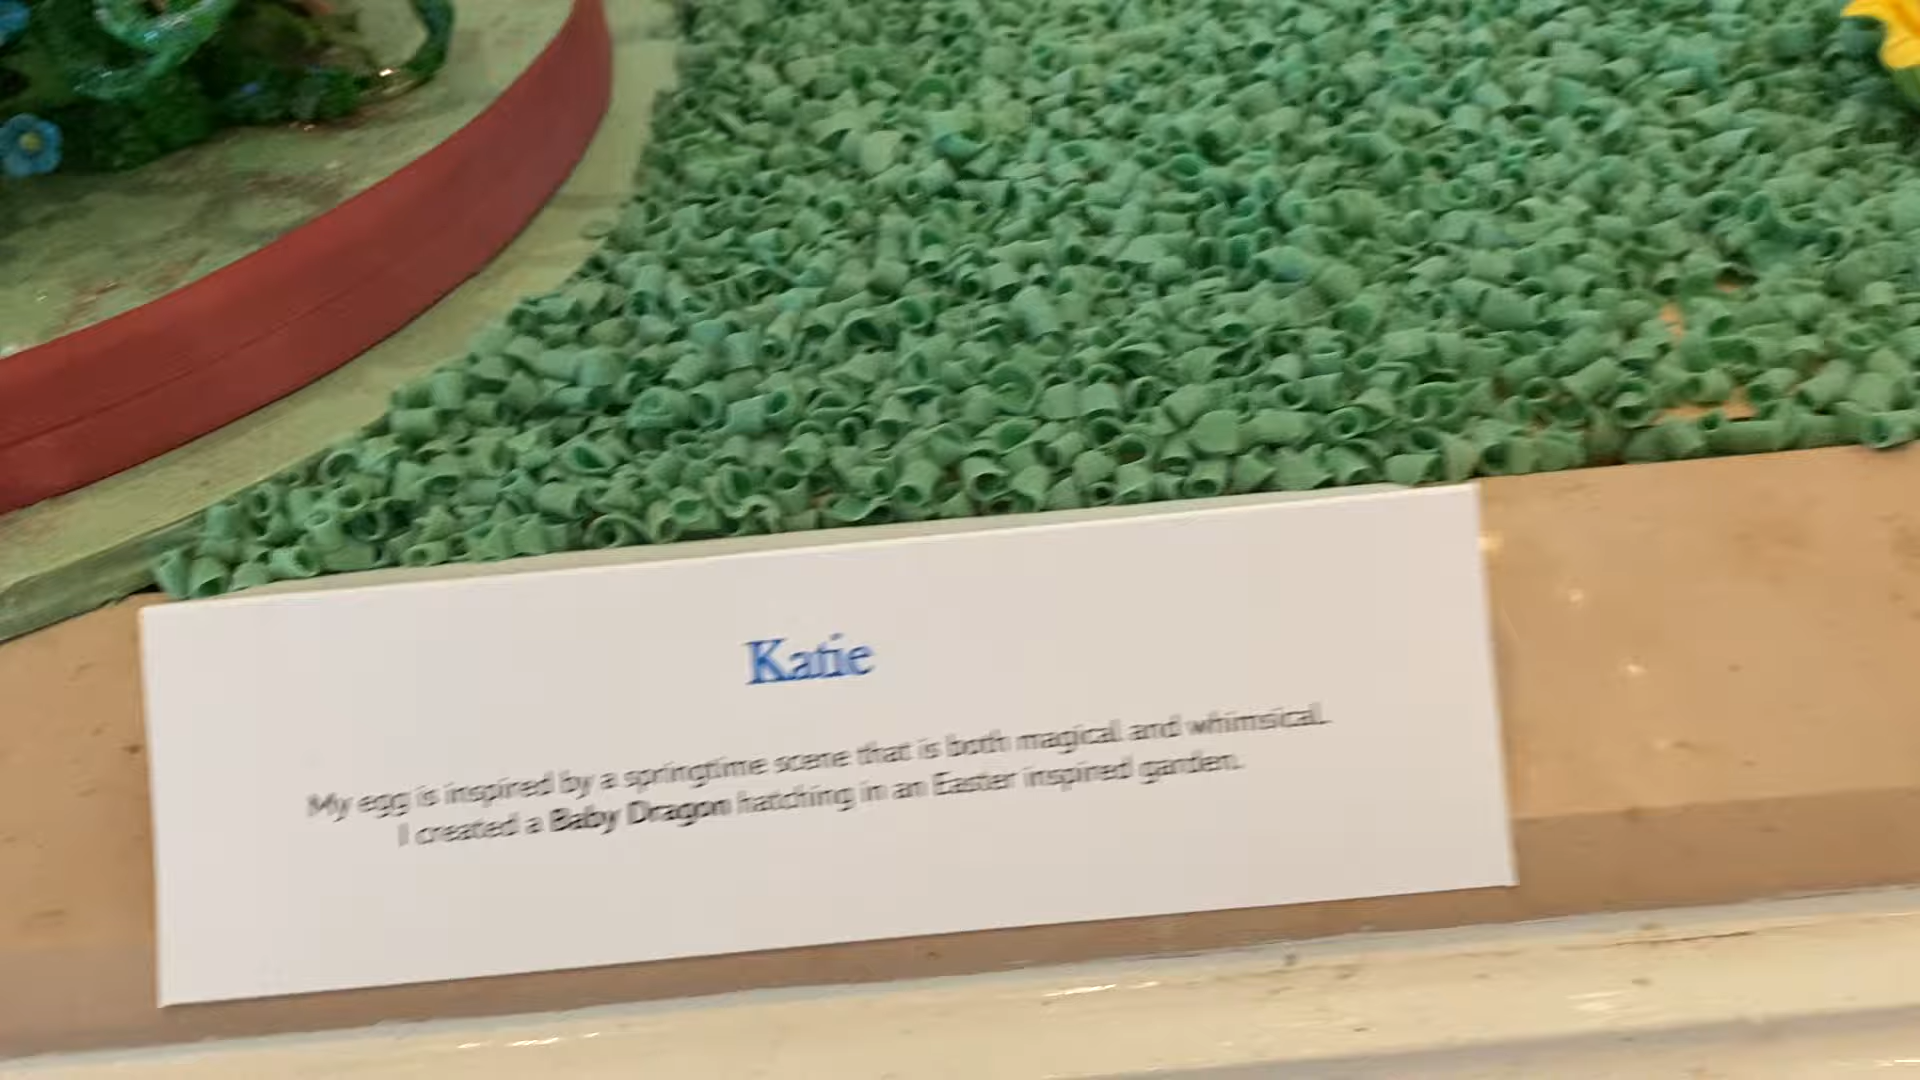 Katie
My egg is inspired by a springtime scene that is both magical and whimsical.
I created a Baby Dragon hatching in an Easter inspired garden.